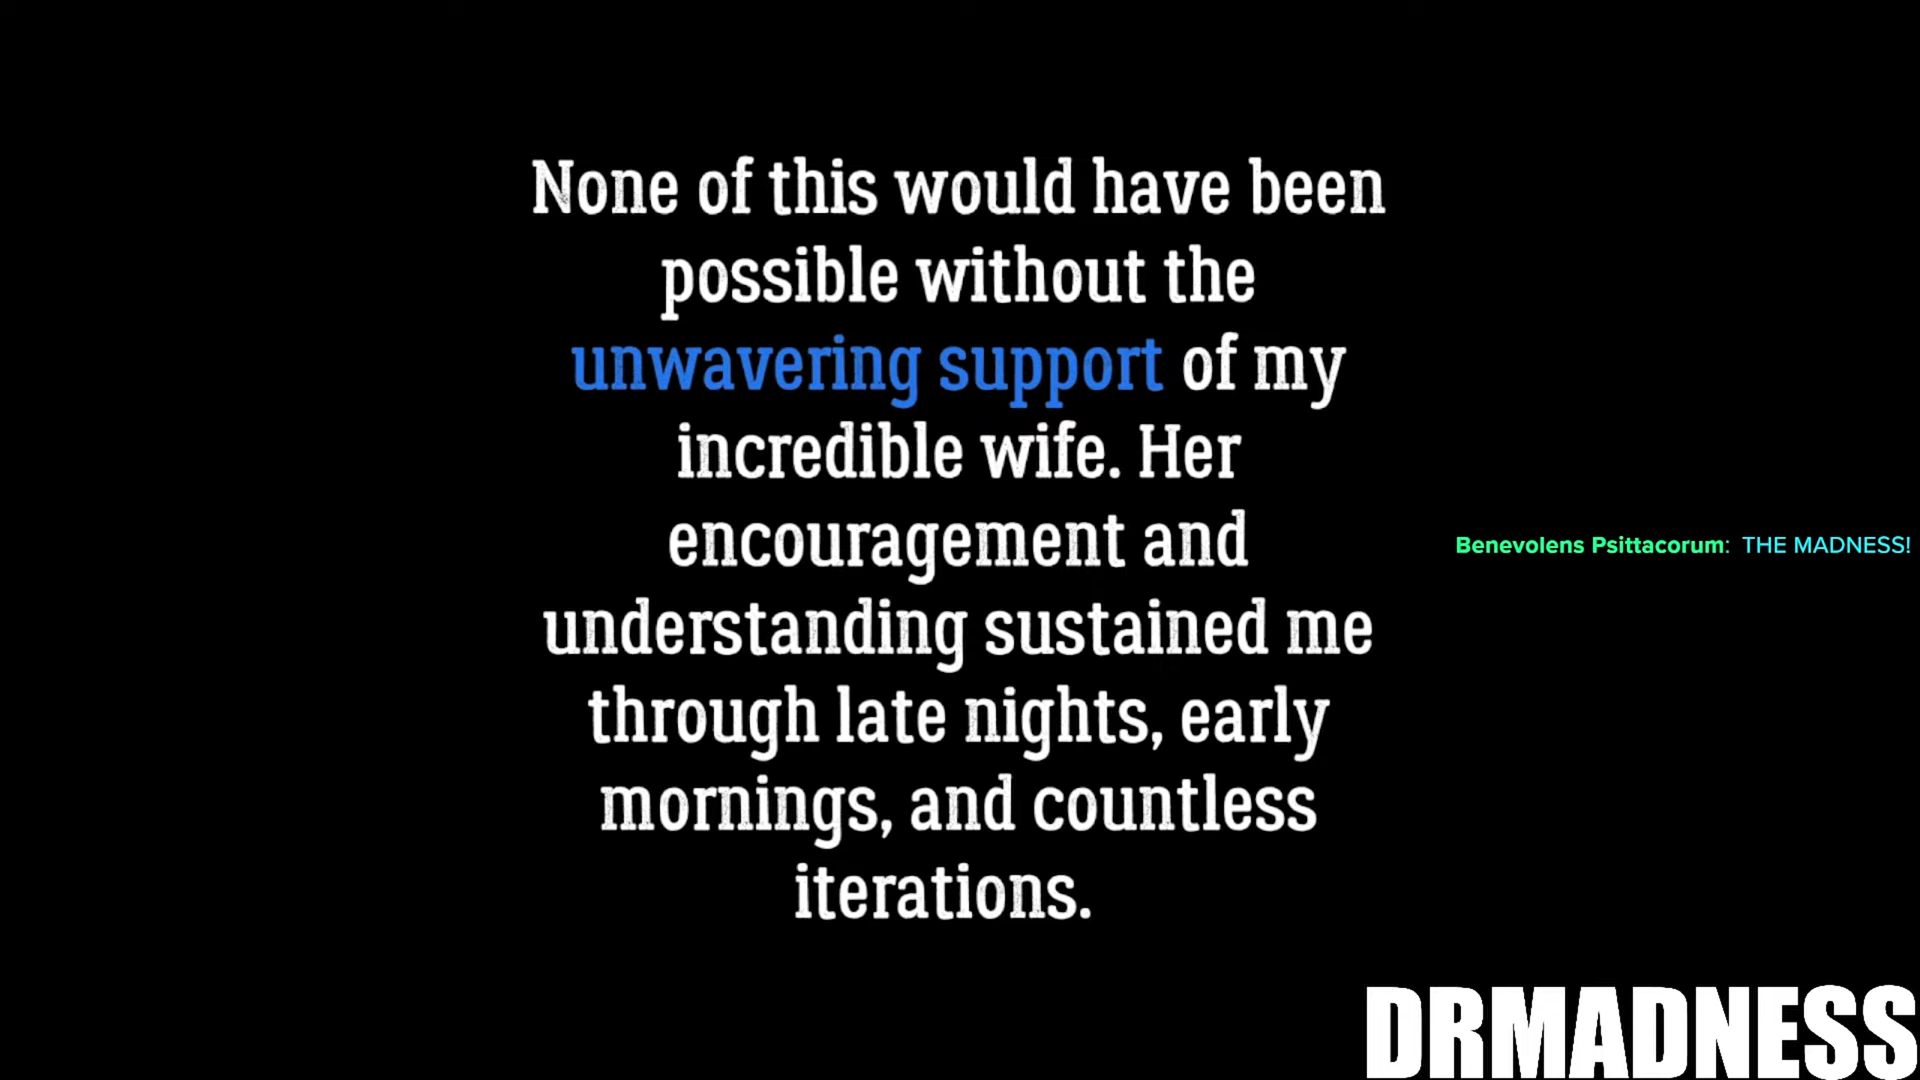 None of this would have been
possible without the
unwavering support of my
incredible wife. Her
encouragement and
understanding sustained me
through late nights, early
mornings, and countless
iterations.
Benevolens Psittacorum: THE MADNESS!
DRMADNESS